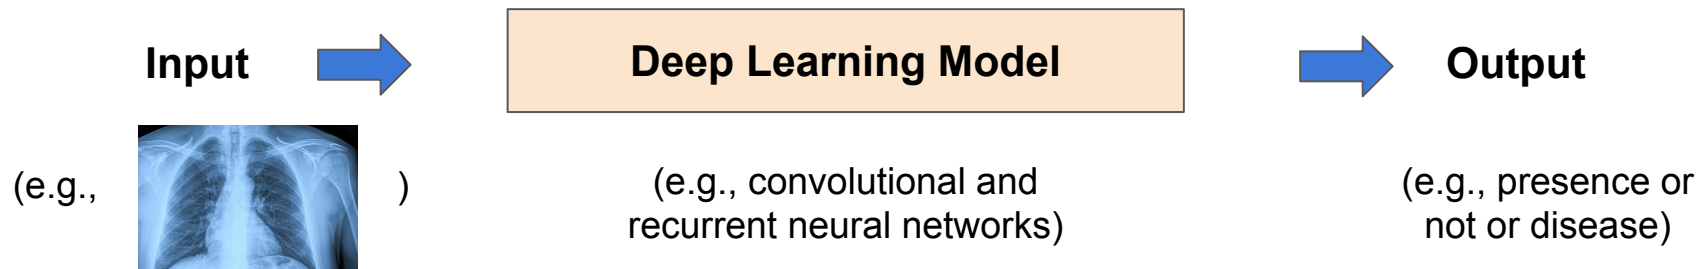 Input
Deep Learning Model
Output
(e.g., )
(e.g., convolutional and
recurrent neural networks)
(e.g., presence or
not or disease)